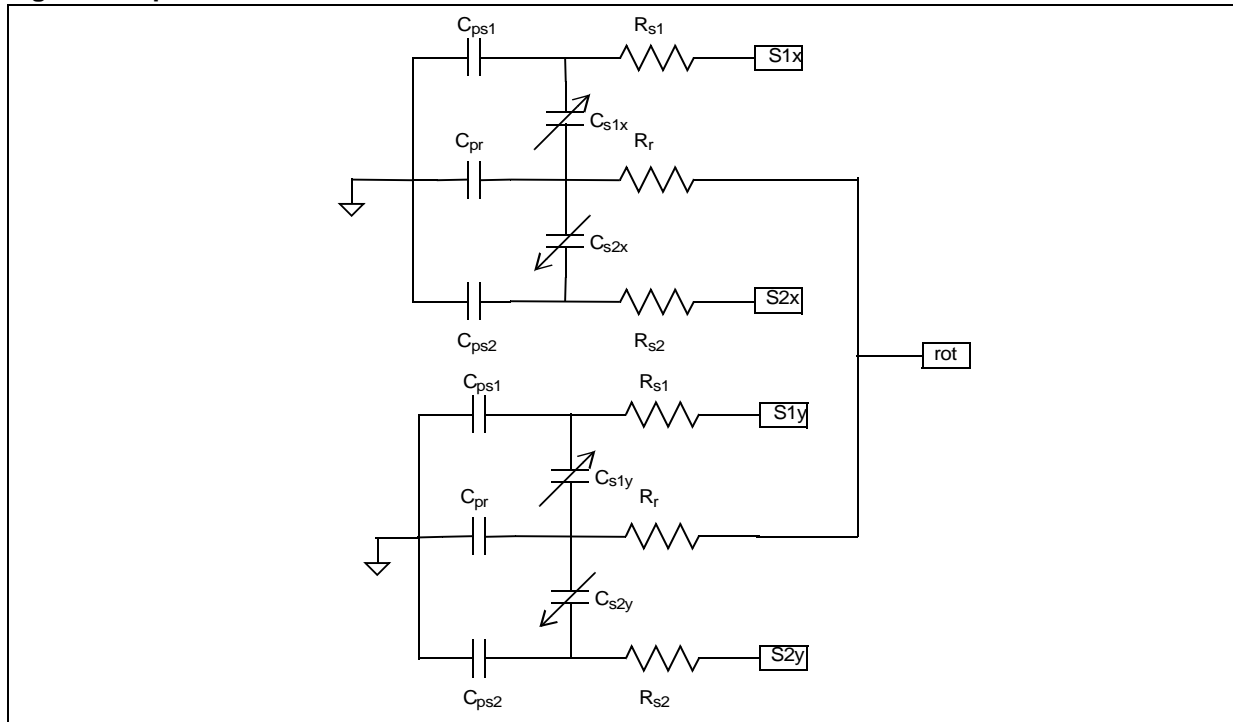 Cps1
Rs1
S1x
Cs1x
Cpr
Rr
Cs2x
S2x
Cps2
Rs2
rot
Cps1
Rs1
S1y
Cs1y
Cpr
Rr
Cs2y
S2y
Cps2
Rs2